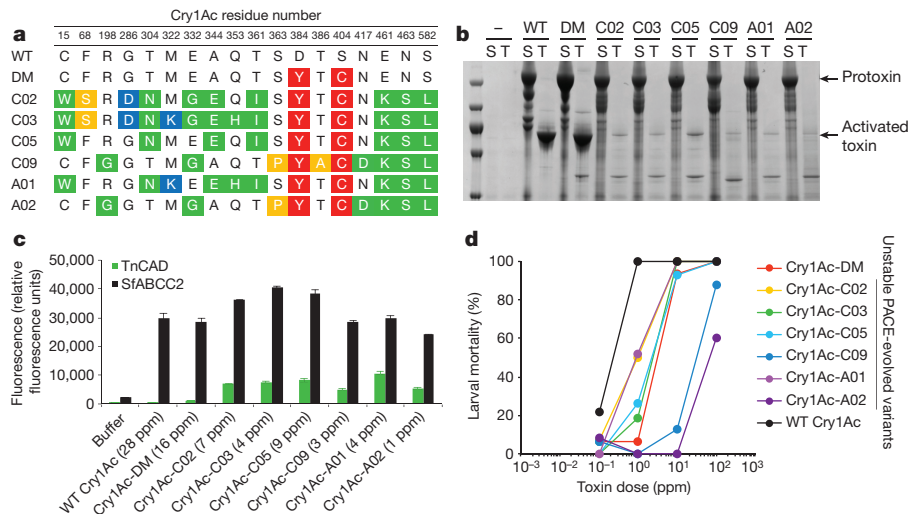 Cry1Ac residue number
a 15 68 198 286 304 322 332 344 353 361 363 384 386 404 417 461 463 582
WT C F R G T M E A Q T S D T S N E N S
DM C F R G T M E A Q T S Y T C N E N S
C02 W S R D N M G E Q I S Y T C N K S L
C03 W S R D N K G E H I S Y T C N K S L
C05 W F R G N M E A Q I S Y T C N K S L
C09 C F G G T M G A Q T P Y A C D K S L
A01 W F R G N K E E H I S Y T C N K S L
A02 C F G G T M G A Q T P Y T C D K S L
b – WT DM C02 C03 C05 C09 A01 A02
S T S T S T S T S T S T S T S T S T
Protoxin
Activated
toxin
c
TnCAD
SfABCC2
Fluorescence (relative
fluorescence units)
50,000
40,000
30,000
20,000
10,000
0
Buffer
WT Cry1Ac (28 ppm)
Cry1Ac-DM (16 ppm)
Cry1Ac-C02 (7 ppm)
Cry1Ac-C03 (4 ppm)
Cry1Ac-C05 (9 ppm)
Cry1Ac-C09 (3 ppm)
Cry1Ac-A01 (4 ppm)
Cry1Ac-A02 (1 ppm)
d
Larval mortality (%)
100
80
60
40
20
0
10⁻³ 10⁻² 10⁻¹ 10⁰ 10¹ 10² 10³
Toxin dose (ppm)
Cry1Ac-DM
Cry1Ac-C02
Cry1Ac-C03
Cry1Ac-C05
Cry1Ac-C09
Cry1Ac-A01
Cry1Ac-A02
WT Cry1Ac
Unstable PACE-evolved variants